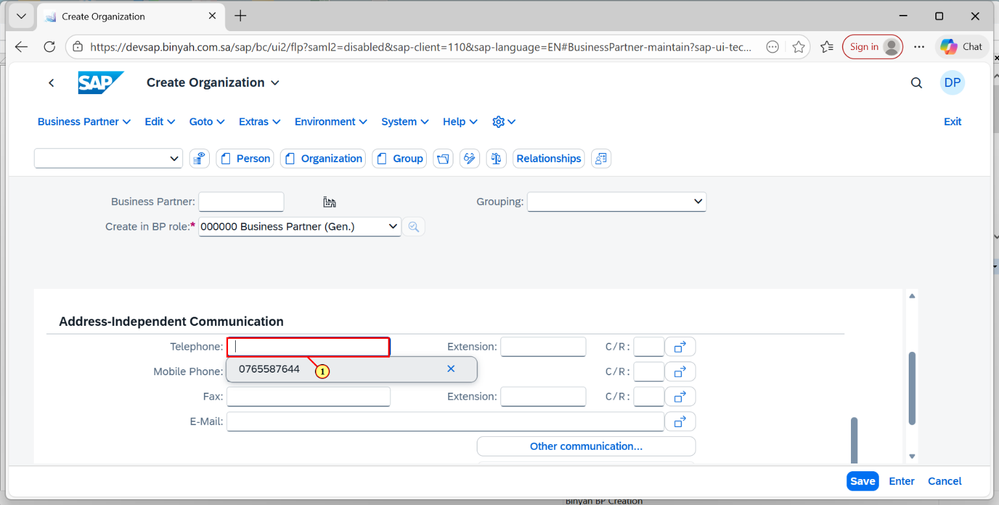 Create Organization
https://devsap.binyah.com.sa/sap/bc/ui2/flp?saml2=disabled&sap-client=110&sap-language=EN#BusinessPartner-maintain?sap-ui-tec...
Sign in
Chat
SAP
Create Organization
DP
Business Partner
Edit
Goto
Extras
Environment
System
Help
Exit
Person
Organization
Group
Relationships
Business Partner:
Grouping:
Create in BP role:*
000000 Business Partner (Gen.)
Address-Independent Communication
Telephone:
Extension:
C/R:
0765587644
1
Mobile Phone:
C/R:
Fax:
Extension:
C/R:
E-Mail:
Other communication...
Save
Enter
Cancel
Binyah BP Creation